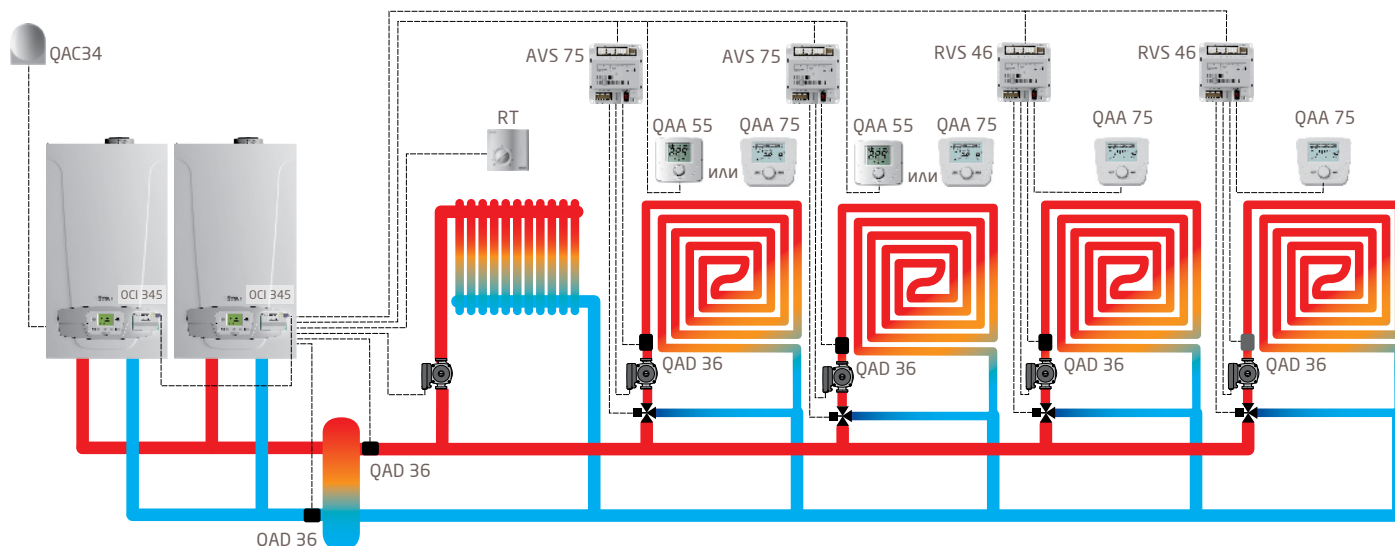 QAC34
AVS 75
AVS 75
RVS 46
RVS 46
RT
QAA 55
или
QAA 75
QAA 55
или
QAA 75
QAA 75
QAA 75
OCI 345
OCI 345
QAD 36
QAD 36
QAD 36
QAD 36
QAD 36
QAD 36